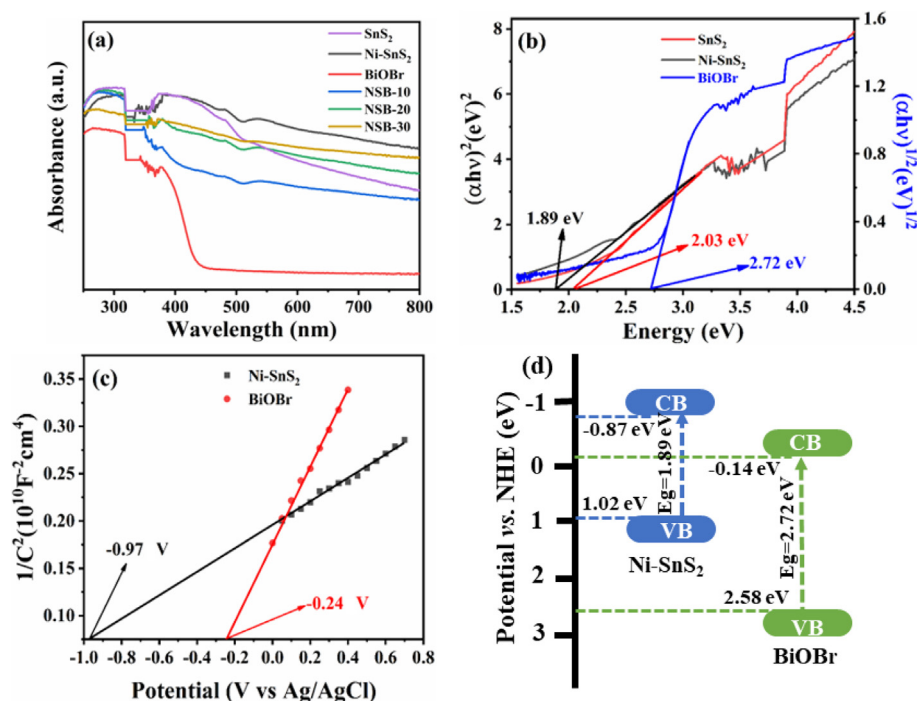 (a)
SnS₂
Ni-SnS₂
BiOBr
NSB-10
NSB-20
NSB-30
Absorbance (a.u.)
300 400 500 600 700 800
Wavelength (nm)
(b)
SnS₂
Ni-SnS₂
BiOBr
(αhν)²(eV)²
(αhν)^1/2(eV)^1/2
8
6
4
2
0
1.6
1.2
0.8
0.4
0.0
1.89 eV
2.03 eV
2.72 eV
1.5 2.0 2.5 3.0 3.5 4.0 4.5
Energy (eV)
(c)
Ni-SnS₂
BiOBr
1/C²(10¹⁰F⁻²cm⁴)
0.35
0.30
0.25
0.20
0.15
0.10
-0.97 V
-0.24 V
-1.0 -0.8 -0.6 -0.4 -0.2 0.0 0.2 0.4 0.6 0.8
Potential (V vs Ag/AgCl)
(d)
Potential vs. NHE (eV)
-1
0
1
2
3
CB
-0.87 eV
Eg=1.89 eV
1.02 eV
VB
Ni-SnS₂
CB
-0.14 eV
Eg=2.72 eV
2.58 eV
VB
BiOBr